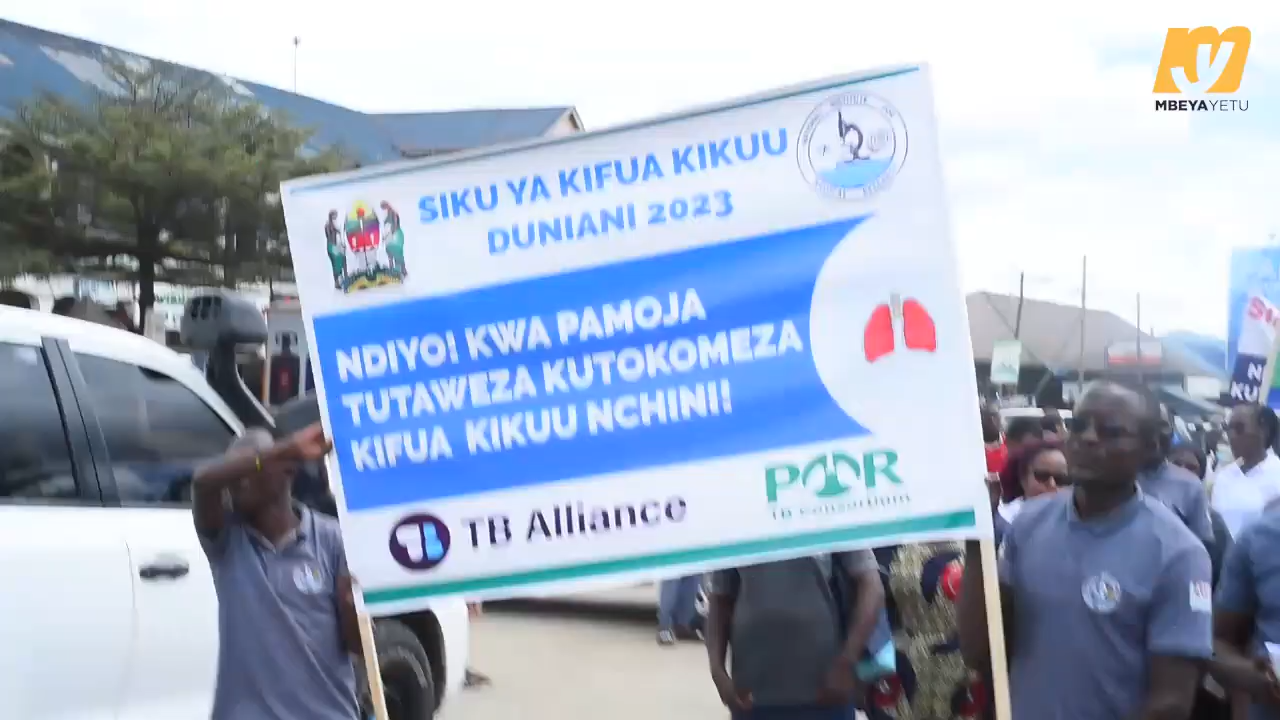 MBEYAYETU
SIKU YA KIFUA KIKUU
DUNIANI 2023
NDIYO! KWA PAMOJA
TUTAWEZA KUTOKOMEZA
KIFUA KIKUU NCHINI!
TB Alliance
TB Consortium